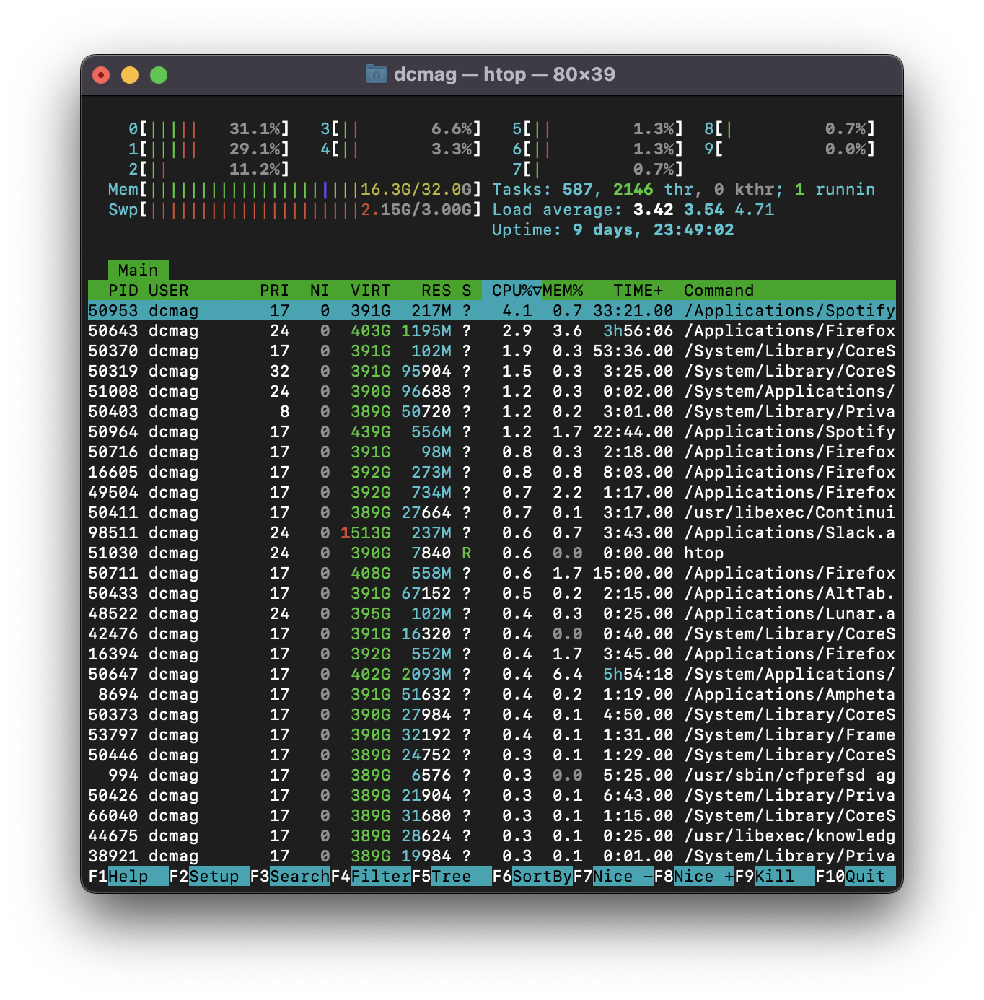 dcmag — htop — 80×39
0[||||| 31.1%] 3[|| 6.6%] 5[|| 1.3%] 8[| 0.7%]
1[||||| 29.1%] 4[|| 3.3%] 6[|| 1.3%] 9[ 0.0%]
2[|| 11.2%] 7[| 0.7%]
Mem[|||||||||||||||||||||16.3G/32.0G] Tasks: 587, 2146 thr, 0 kthr; 1 runnin
Swp[|||||||||||||||||||||2.15G/3.00G] Load average: 3.42 3.54 4.71
Uptime: 9 days, 23:49:02
Main
PID USER PRI NI VIRT RES S CPU%▽MEM% TIME+ Command
50953 dcmag 17 0 391G 217M ? 4.1 0.7 33:21.00 /Applications/Spotify
50643 dcmag 24 0 403G 1195M ? 2.9 3.6 3h56:06 /Applications/Firefox
50370 dcmag 17 0 391G 102M ? 1.9 0.3 53:36.00 /System/Library/CoreS
50319 dcmag 32 0 391G 95904 ? 1.5 0.3 3:25.00 /System/Library/CoreS
51008 dcmag 24 0 390G 96688 ? 1.2 0.3 0:02.00 /System/Applications/
50403 dcmag 8 0 389G 50720 ? 1.2 0.2 3:01.00 /System/Library/Priva
50964 dcmag 17 0 439G 556M ? 1.2 1.7 22:44.00 /Applications/Spotify
50716 dcmag 17 0 391G 98M ? 0.8 0.3 2:18.00 /Applications/Firefox
16605 dcmag 17 0 392G 273M ? 0.8 0.8 8:03.00 /Applications/Firefox
49504 dcmag 17 0 392G 734M ? 0.7 2.2 1:17.00 /Applications/Firefox
50411 dcmag 17 0 389G 27664 ? 0.7 0.1 3:17.00 /usr/libexec/Continui
98511 dcmag 24 0 1513G 237M ? 0.6 0.7 3:43.00 /Applications/Slack.a
51030 dcmag 24 0 390G 7840 R 0.6 0.0 0:00.00 htop
50711 dcmag 17 0 408G 558M ? 0.6 1.7 15:00.00 /Applications/Firefox
50433 dcmag 17 0 391G 67152 ? 0.5 0.2 2:15.00 /Applications/AltTab.
48522 dcmag 24 0 395G 102M ? 0.4 0.3 0:25.00 /Applications/Lunar.a
42476 dcmag 17 0 391G 16320 ? 0.4 0.0 0:40.00 /System/Library/CoreS
16394 dcmag 17 0 392G 552M ? 0.4 1.7 3:45.00 /Applications/Firefox
50647 dcmag 17 0 402G 2093M ? 0.4 6.4 5h54:18 /System/Applications/
8694 dcmag 17 0 391G 51632 ? 0.4 0.2 1:19.00 /Applications/Ampheta
50373 dcmag 17 0 390G 27984 ? 0.4 0.1 4:50.00 /System/Library/CoreS
53797 dcmag 17 0 390G 32192 ? 0.4 0.1 1:31.00 /System/Library/Frame
50446 dcmag 17 0 389G 24752 ? 0.3 0.1 1:29.00 /System/Library/CoreS
994 dcmag 17 0 389G 6576 ? 0.3 0.0 5:25.00 /usr/sbin/cfprefsd ag
50426 dcmag 17 0 389G 21904 ? 0.3 0.1 6:43.00 /System/Library/Priva
66040 dcmag 17 0 389G 31680 ? 0.3 0.1 1:15.00 /System/Library/CoreS
44675 dcmag 17 0 389G 28624 ? 0.3 0.1 0:25.00 /usr/libexec/knowledg
38921 dcmag 17 0 389G 19984 ? 0.3 0.1 0:01.00 /System/Library/Priva
F1Help F2Setup F3SearchF4FilterF5Tree F6SortByF7Nice -F8Nice +F9Kill F10Quit